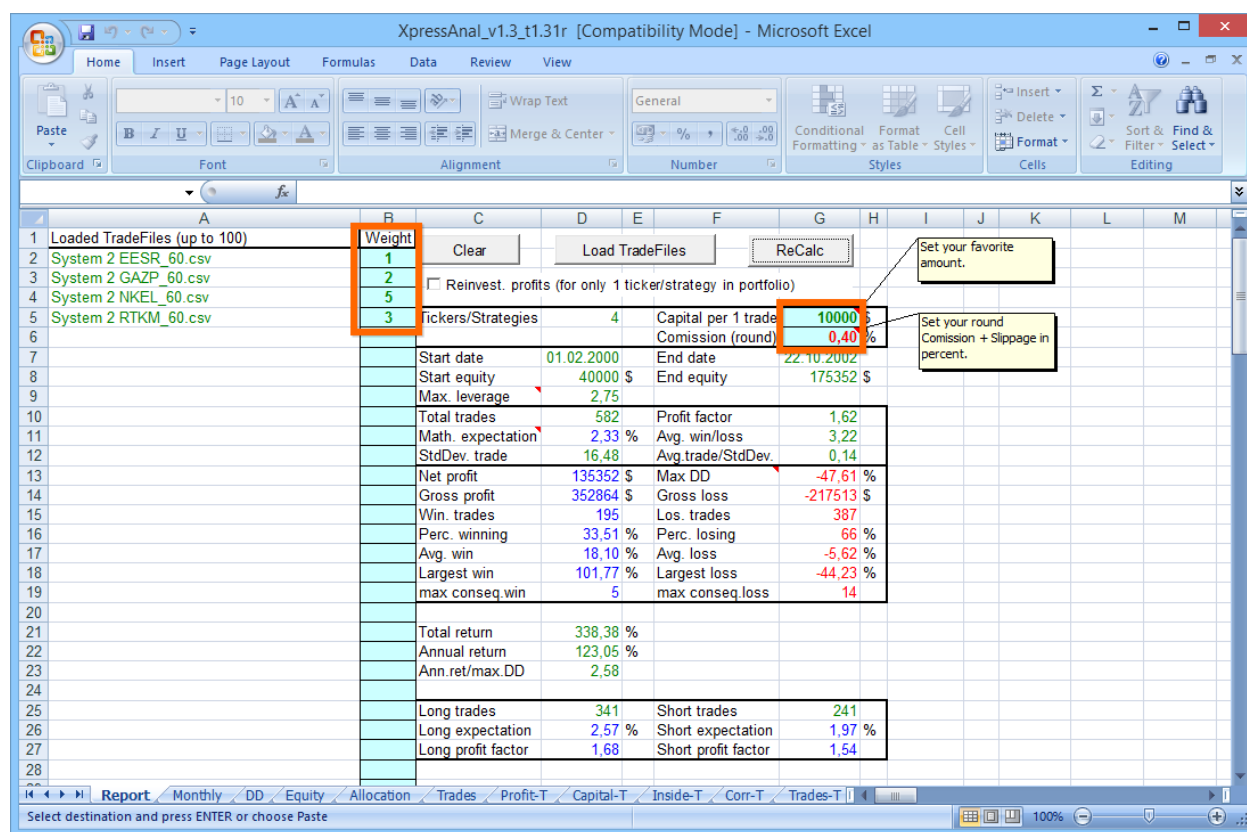 XpressAnal_v1.3_t1.31r [Compatibility Mode] - Microsoft Excel
Home Insert Page Layout Formulas Data Review View
Paste
10 A A
B I U A
Wrap Text
Merge & Center
General
% ,
Conditional Formatting
Format as Table
Cell Styles
Insert
Delete
Format
Sort & Filter
Find & Select
Clipboard Font Alignment Number Styles Cells Editing
fx
A B C D E F G H I J K L M
1 Loaded TradeFiles (up to 100) Weight
Clear Load TradeFiles ReCalc
2 System 2 EESR_60.csv 1
3 System 2 GAZP_60.csv 2
Reinvest. profits (for only 1 ticker/strategy in portfolio)
4 System 2 NKEL_60.csv 5
5 System 2 RTKM_60.csv 3 Tickers/Strategies 4 Capital per 1 trade 10000 $
6 Comission (round) 0,40 %
Set your favorite
amount.
Set your round
Comission + Slippage in
percent.
7 Start date 01.02.2000 End date 22.10.2002
8 Start equity 40000 $ End equity 175352 $
9 Max. leverage 2,75
10 Total trades 582 Profit factor 1,62
11 Math. expectation 2,33 % Avg. win/loss 3,22
12 StdDev. trade 16,48 Avg.trade/StdDev. 0,14
13 Net profit 135352 $ Max DD -47,61 %
14 Gross profit 352864 $ Gross loss -217513 $
15 Win. trades 195 Los. trades 387
16 Perc. winning 33,51 % Perc. losing 66 %
17 Avg. win 18,10 % Avg. loss -5,62 %
18 Largest win 101,77 % Largest loss -44,23 %
19 max conseq.win 5 max conseq.loss 14
20
21 Total return 338,38 %
22 Annual return 123,05 %
23 Ann.ret/max.DD 2,58
24
25 Long trades 341 Short trades 241
26 Long expectation 2,57 % Short expectation 1,97 %
27 Long profit factor 1,68 Short profit factor 1,54
28
Report Monthly DD Equity Allocation Trades Profit-T Capital-T Inside-T Corr-T Trades-T
Select destination and press ENTER or choose Paste 100%